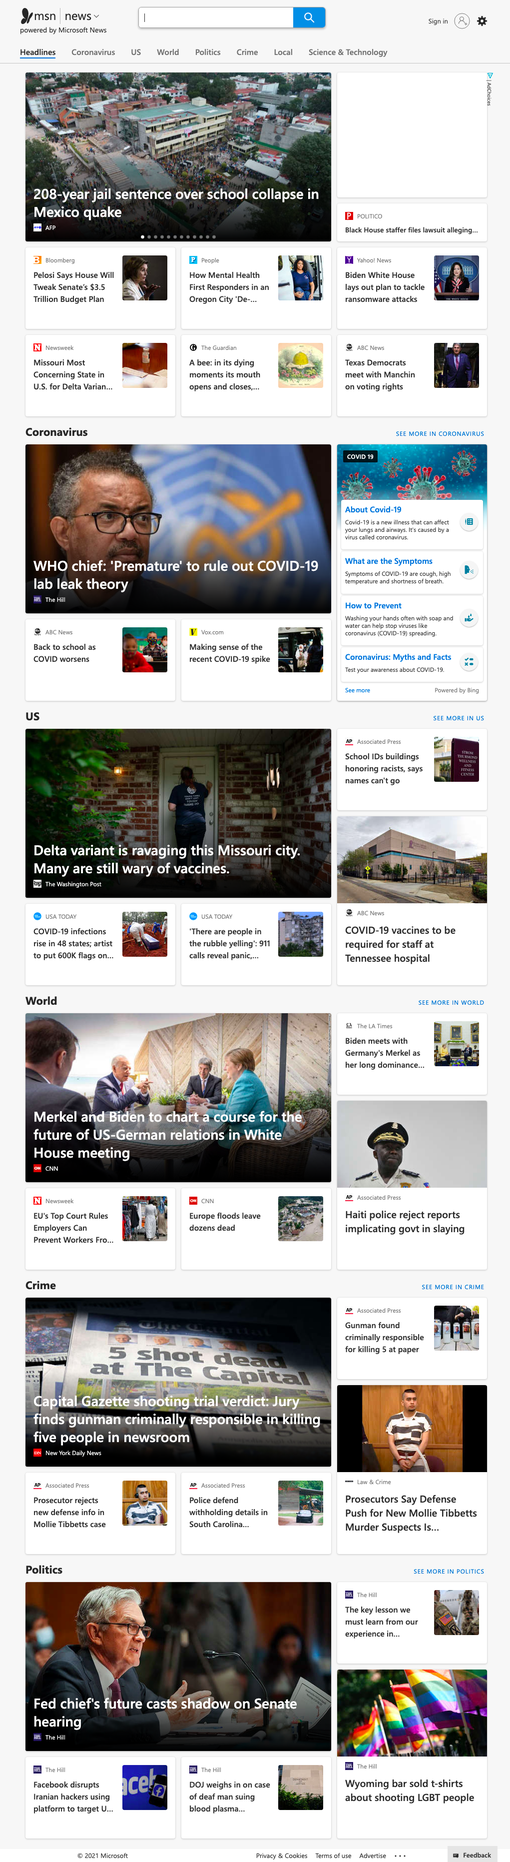 msn | news
powered by Microsoft News
Sign in
Headlines
Coronavirus
US
World
Politics
Crime
Local
Science & Technology
AdChoices
208-year jail sentence over school collapse in
Mexico quake
AFP
POLITICO
Black House staffer files lawsuit alleging...
Bloomberg
Pelosi Says House Will
Tweak Senate's $3.5
Trillion Budget Plan
People
How Mental Health
First Responders in an
Oregon City 'De-...
Yahoo! News
Biden White House
lays out plan to tackle
ransomware attacks
Newsweek
Missouri Most
Concerning State in
U.S. for Delta Varian...
The Guardian
A bee: in its dying
moments its mouth
opens and closes,...
ABC News
Texas Democrats
meet with Manchin
on voting rights
Coronavirus
SEE MORE IN CORONAVIRUS
WHO chief: 'Premature' to rule out COVID-19
lab leak theory
The Hill
COVID 19
About Covid-19
Covid-19 is a new illness that can affect
your lungs and airways. It's caused by a
virus called coronavirus.
What are the Symptoms
Symptoms of COVID-19 are cough, high
temperature and shortness of breath.
How to Prevent
Washing your hands often with soap and
water can help stop viruses like
coronavirus (COVID-19) spreading.
Coronavirus: Myths and Facts
Test your awareness about COVID-19.
See more
Powered by Bing
ABC News
Back to school as
COVID worsens
Vox.com
Making sense of the
recent COVID-19 spike
US
SEE MORE IN US
Delta variant is ravaging this Missouri city.
Many are still wary of vaccines.
The Washington Post
Associated Press
School IDs buildings
honoring racists, says
names can't go
ABC News
COVID-19 vaccines to be
required for staff at
Tennessee hospital
USA TODAY
COVID-19 infections
rise in 48 states; artist
to put 600K flags on...
USA TODAY
'There are people in
the rubble yelling': 911
calls reveal panic,...
World
SEE MORE IN WORLD
Merkel and Biden to chart a course for the
future of US-German relations in White
House meeting
CNN
The LA Times
Biden meets with
Germany's Merkel as
her long dominance...
Associated Press
Haiti police reject reports
implicating govt in slaying
Newsweek
EU's Top Court Rules
Employers Can
Prevent Workers Fro...
CNN
Europe floods leave
dozens dead
Crime
SEE MORE IN CRIME
5 shot dead
at The Capital
Capital Gazette shooting trial verdict: Jury
finds gunman criminally responsible in killing
five people in newsroom
New York Daily News
Associated Press
Gunman found
criminally responsible
for killing 5 at paper
Law & Crime
Prosecutors Say Defense
Push for New Mollie Tibbetts
Murder Suspects Is...
Associated Press
Prosecutor rejects
new defense info in
Mollie Tibbetts case
Associated Press
Police defend
withholding details in
South Carolina...
Politics
SEE MORE IN POLITICS
Fed chief's future casts shadow on Senate
hearing
The Hill
The Hill
The key lesson we
must learn from our
experience in...
The Hill
Wyoming bar sold t-shirts
about shooting LGBT people
The Hill
Facebook disrupts
Iranian hackers using
platform to target U...
The Hill
DOJ weighs in on case
of deaf man suing
blood plasma...
© 2021 Microsoft
Privacy & Cookies
Terms of use
Advertise
Feedback